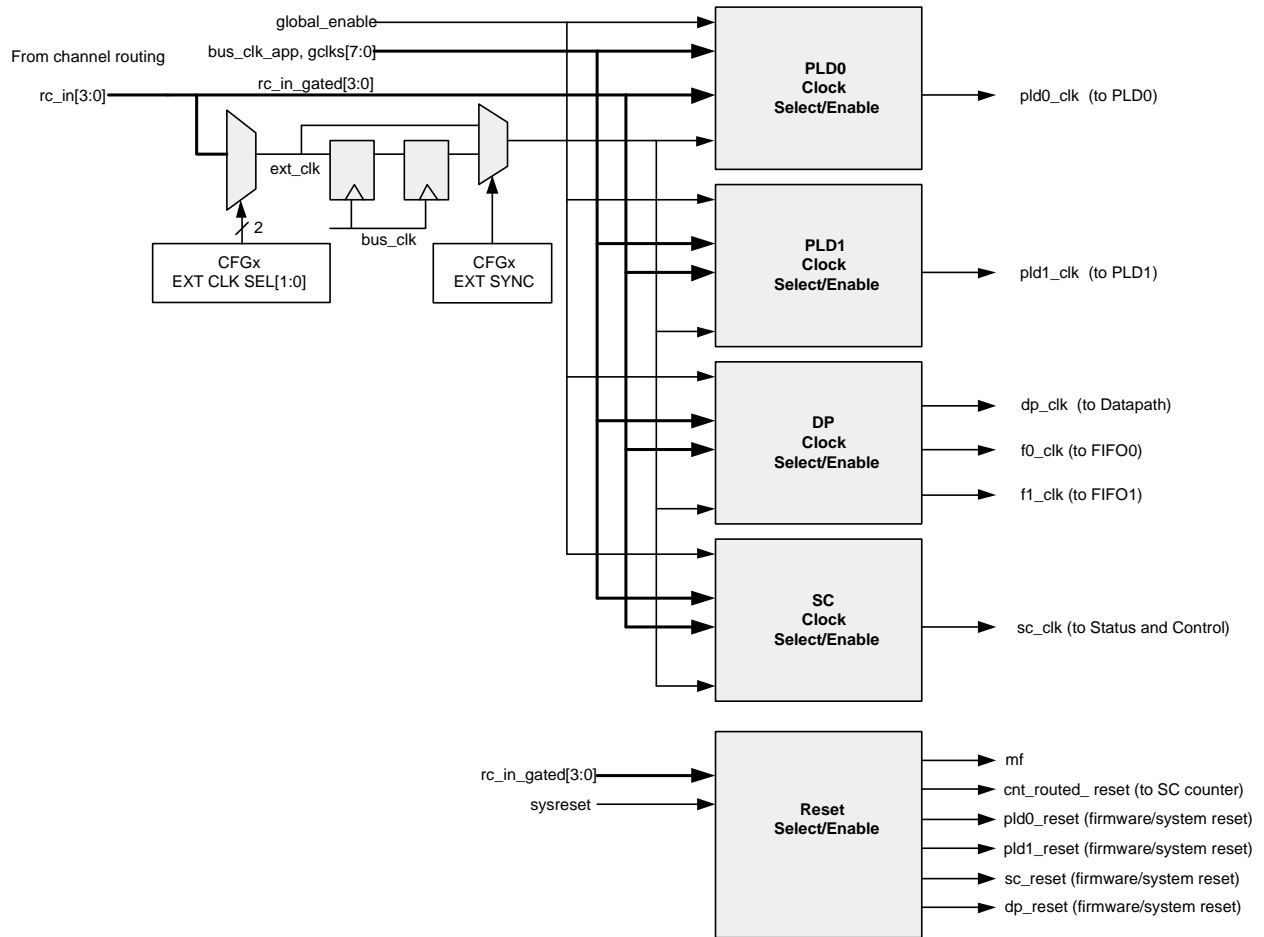 global_enable
From channel routing
bus_clk_app, gclks[7:0]
rc_in[3:0]
rc_in_gated[3:0]
ext_clk
2
bus_clk
CFGx
EXT CLK SEL[1:0]
CFGx
EXT SYNC
PLD0
Clock
Select/Enable
pld0_clk (to PLD0)
PLD1
Clock
Select/Enable
pld1_clk (to PLD1)
DP
Clock
Select/Enable
dp_clk (to Datapath)
f0_clk (to FIFO0)
f1_clk (to FIFO1)
SC
Clock
Select/Enable
sc_clk (to Status and Control)
rc_in_gated[3:0]
sysreset
Reset
Select/Enable
mf
cnt_routed_ reset (to SC counter)
pld0_reset (firmware/system reset)
pld1_reset (firmware/system reset)
sc_reset (firmware/system reset)
dp_reset (firmware/system reset)